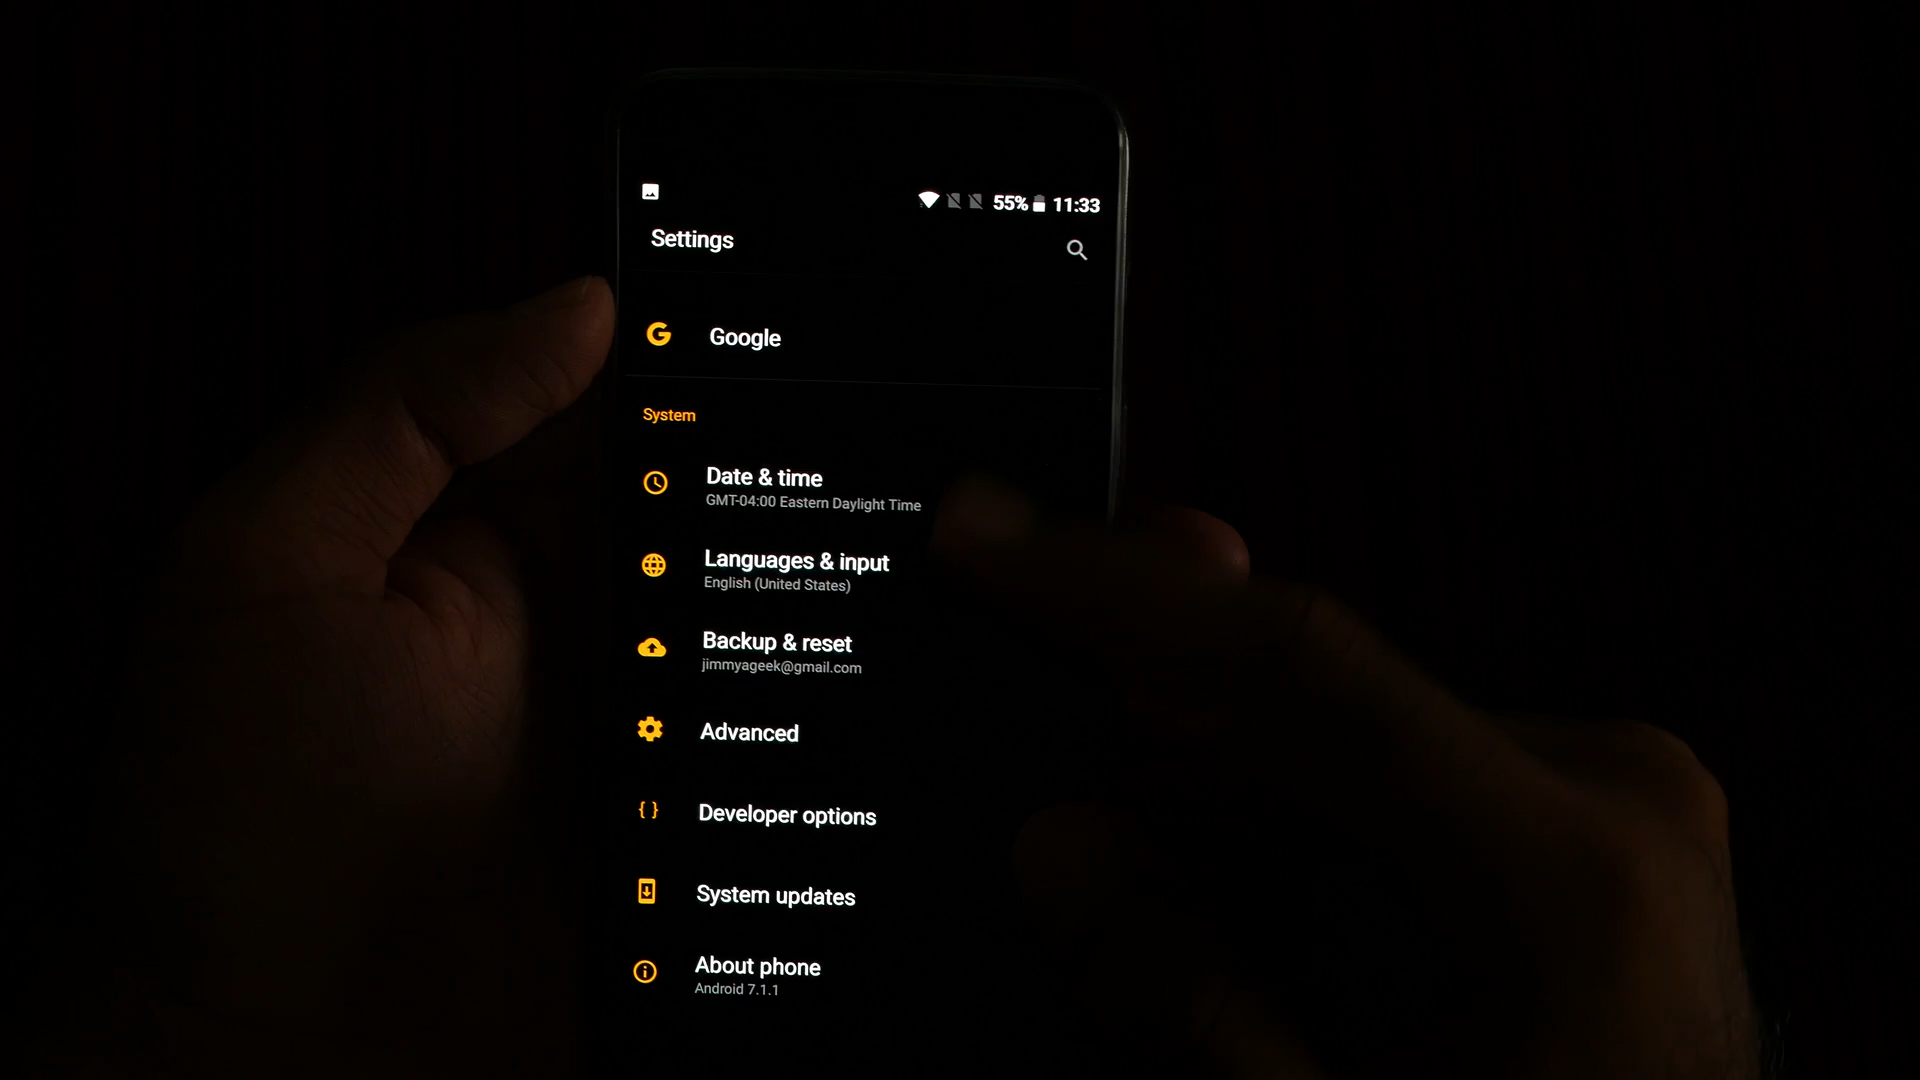 55% 11:33
Settings
Google
System
Date & time
GMT-04:00 Eastern Daylight Time
Languages & input
English (United States)
Backup & reset
jimmyageek@gmail.com
Advanced
Developer options
System updates
About phone
Android 7.1.1